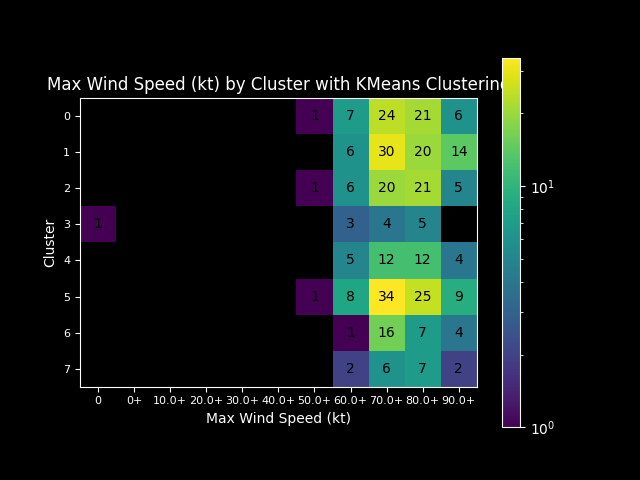 Max Wind Speed (kt) by Cluster with KMeans Clustering
0 1 7 24 21 6
1 6 30 20 14
2 1 6 20 21 5
3 1 3 4 5
4 5 12 12 4
5 1 8 34 25 9
6 1 16 7 4
7 2 6 7 2
Cluster
0 0+ 10.0+ 20.0+ 30.0+ 40.0+ 50.0+ 60.0+ 70.0+ 80.0+ 90.0+
Max Wind Speed (kt)
10¹
10⁰